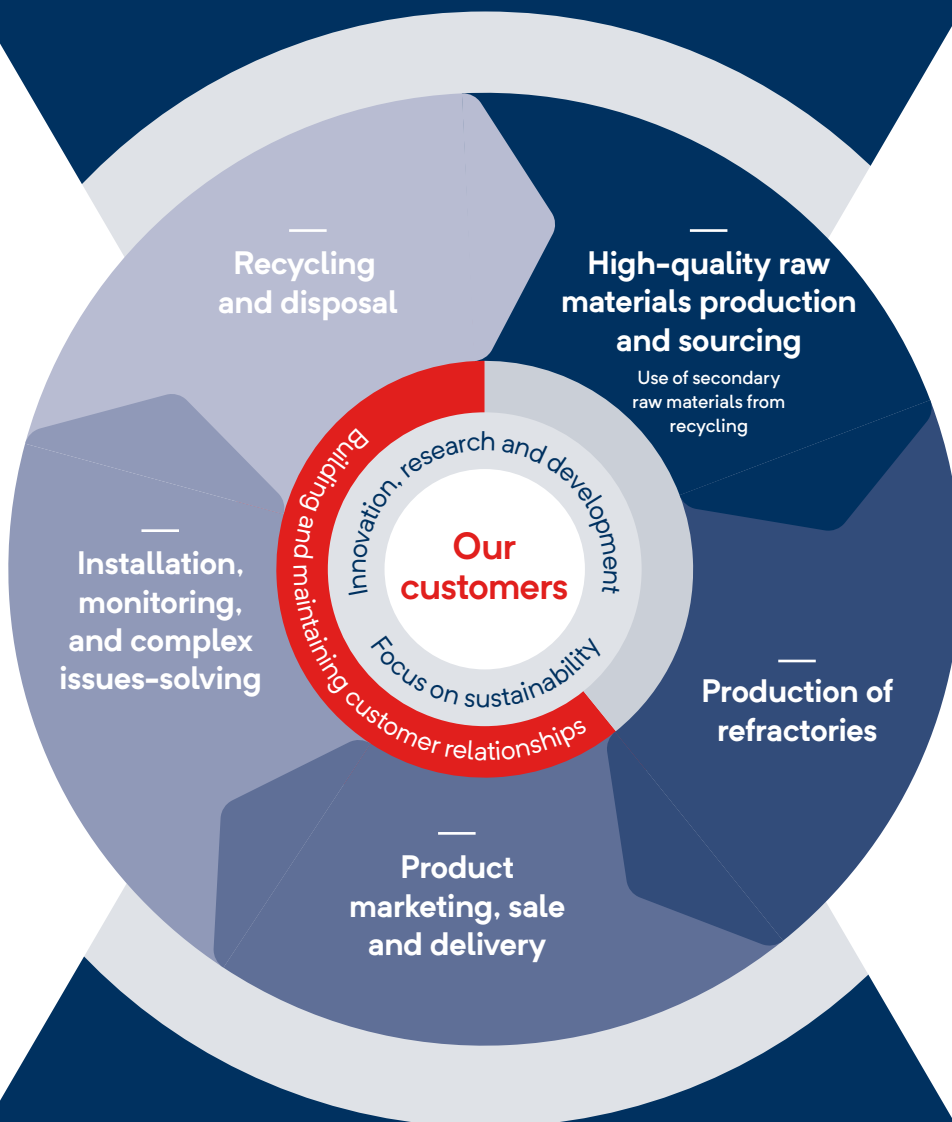 Recycling
and disposal
High-quality raw
materials production
and sourcing
Use of secondary
raw materials from
recycling
Building and maintaining customer relationships
Innovation, research and development
Our
customers
Focus on sustainability
Installation,
monitoring,
and complex
issues-solving
Production of
refractories
Product
marketing, sale
and delivery